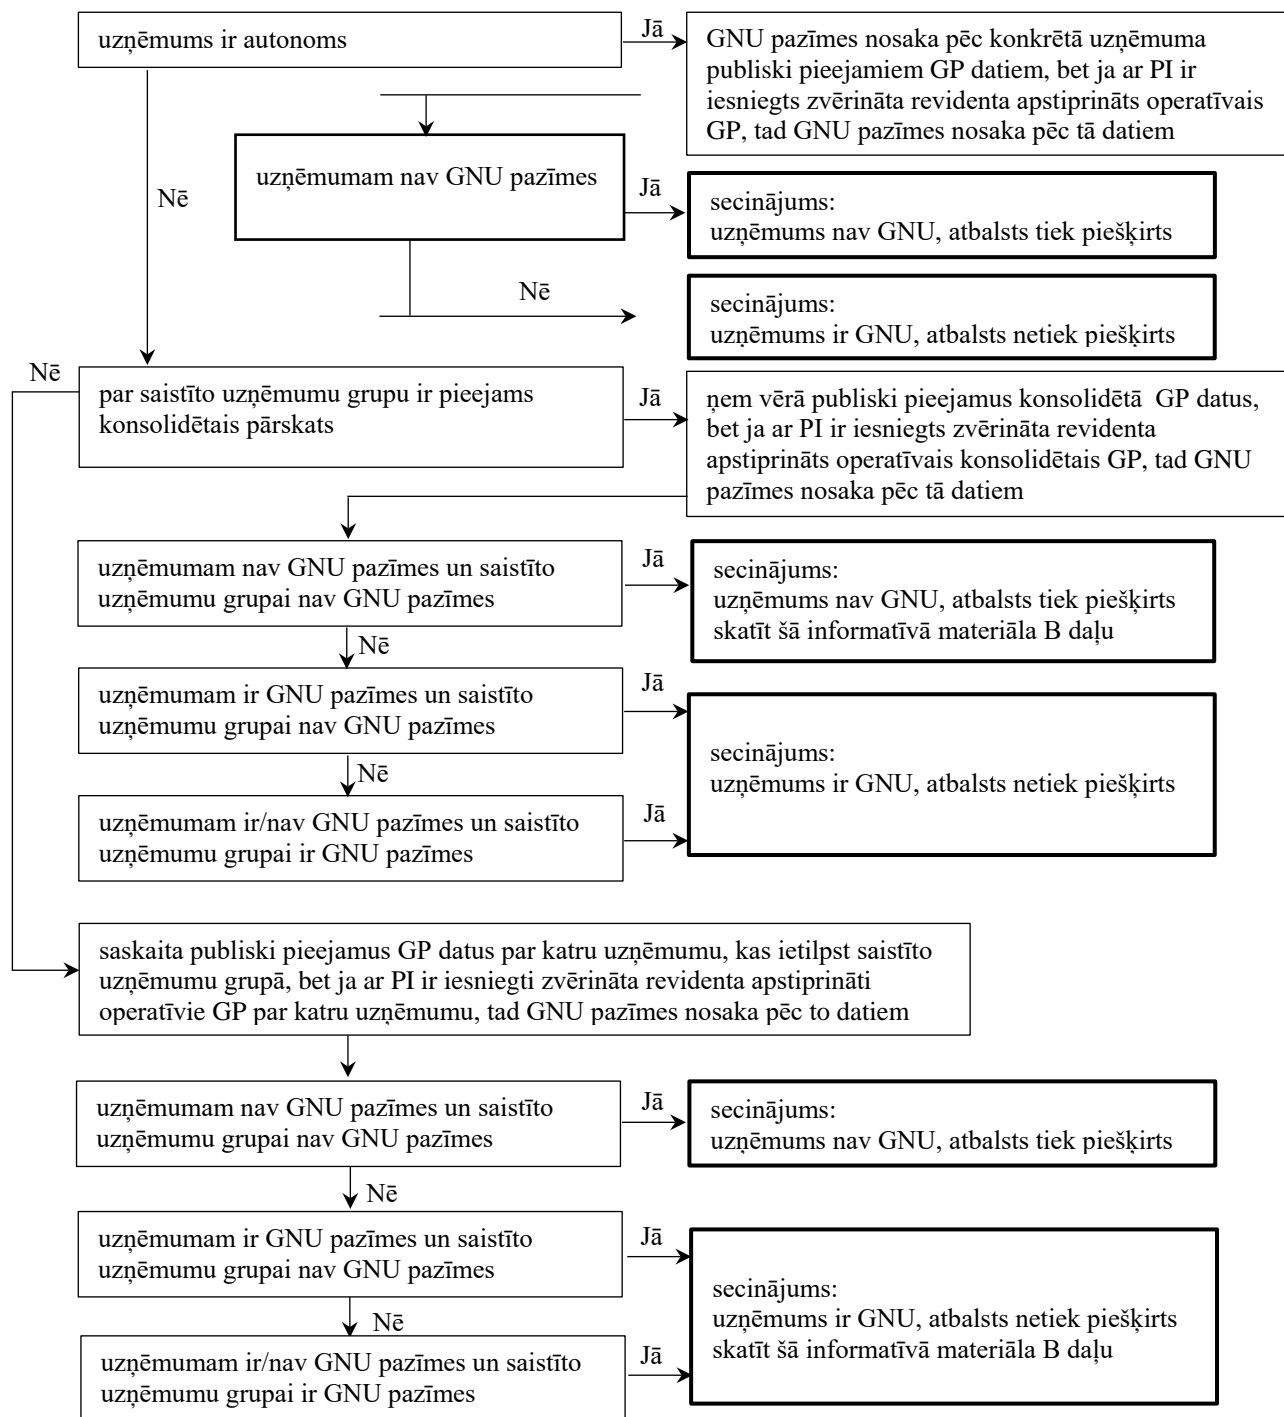 uzņēmums ir autonoms
Jā
GNU pazīmes nosaka pēc konkrētā uzņēmuma
publiski pieejamiem GP datiem, bet ja ar PI ir
iesniegts zvērināta revidenta apstiprināts operatīvais
GP, tad GNU pazīmes nosaka pēc tā datiem
Nē
uzņēmumam nav GNU pazīmes
Jā
secinājums:
uzņēmums nav GNU, atbalsts tiek piešķirts
Nē
secinājums:
uzņēmums ir GNU, atbalsts netiek piešķirts
Nē
par saistīto uzņēmumu grupu ir pieejams
konsolidētais pārskats
Jā
ņem vērā publiski pieejamus konsolidētā GP datus,
bet ja ar PI ir iesniegts zvērināta revidenta
apstiprināts operatīvais konsolidētais GP, tad GNU
pazīmes nosaka pēc tā datiem
uzņēmumam nav GNU pazīmes un saistīto
uzņēmumu grupai nav GNU pazīmes
Jā
secinājums:
uzņēmums nav GNU, atbalsts tiek piešķirts
skatīt šā informatīvā materiāla B daļu
Nē
uzņēmumam ir GNU pazīmes un saistīto
uzņēmumu grupai nav GNU pazīmes
Jā
secinājums:
uzņēmums ir GNU, atbalsts netiek piešķirts
Nē
uzņēmumam ir/nav GNU pazīmes un saistīto
uzņēmumu grupai ir GNU pazīmes
Jā
saskaita publiski pieejamus GP datus par katru uzņēmumu, kas ietilpst saistīto
uzņēmumu grupā, bet ja ar PI ir iesniegti zvērināta revidenta apstiprināti
operatīvie GP par katru uzņēmumu, tad GNU pazīmes nosaka pēc to datiem
uzņēmumam nav GNU pazīmes un saistīto
uzņēmumu grupai nav GNU pazīmes
Jā
secinājums:
uzņēmums nav GNU, atbalsts tiek piešķirts
Nē
uzņēmumam ir GNU pazīmes un saistīto
uzņēmumu grupai nav GNU pazīmes
Jā
secinājums:
uzņēmums ir GNU, atbalsts netiek piešķirts
skatīt šā informatīvā materiāla B daļu
Nē
uzņēmumam ir/nav GNU pazīmes un saistīto
uzņēmumu grupai ir GNU pazīmes
Jā